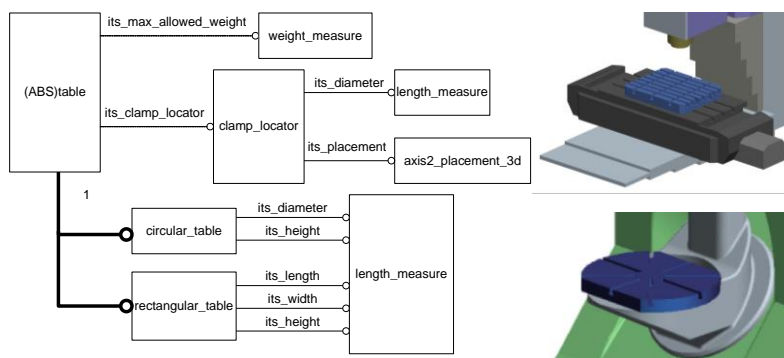 its_max_allowed_weight
weight_measure
(ABS)table
its_diameter
length_measure
its_clamp_locator
clamp_locator
its_placement
axis2_placement_3d
1
its_diameter
circular_table
its_height
length_measure
its_length
rectangular_table
its_width
its_height